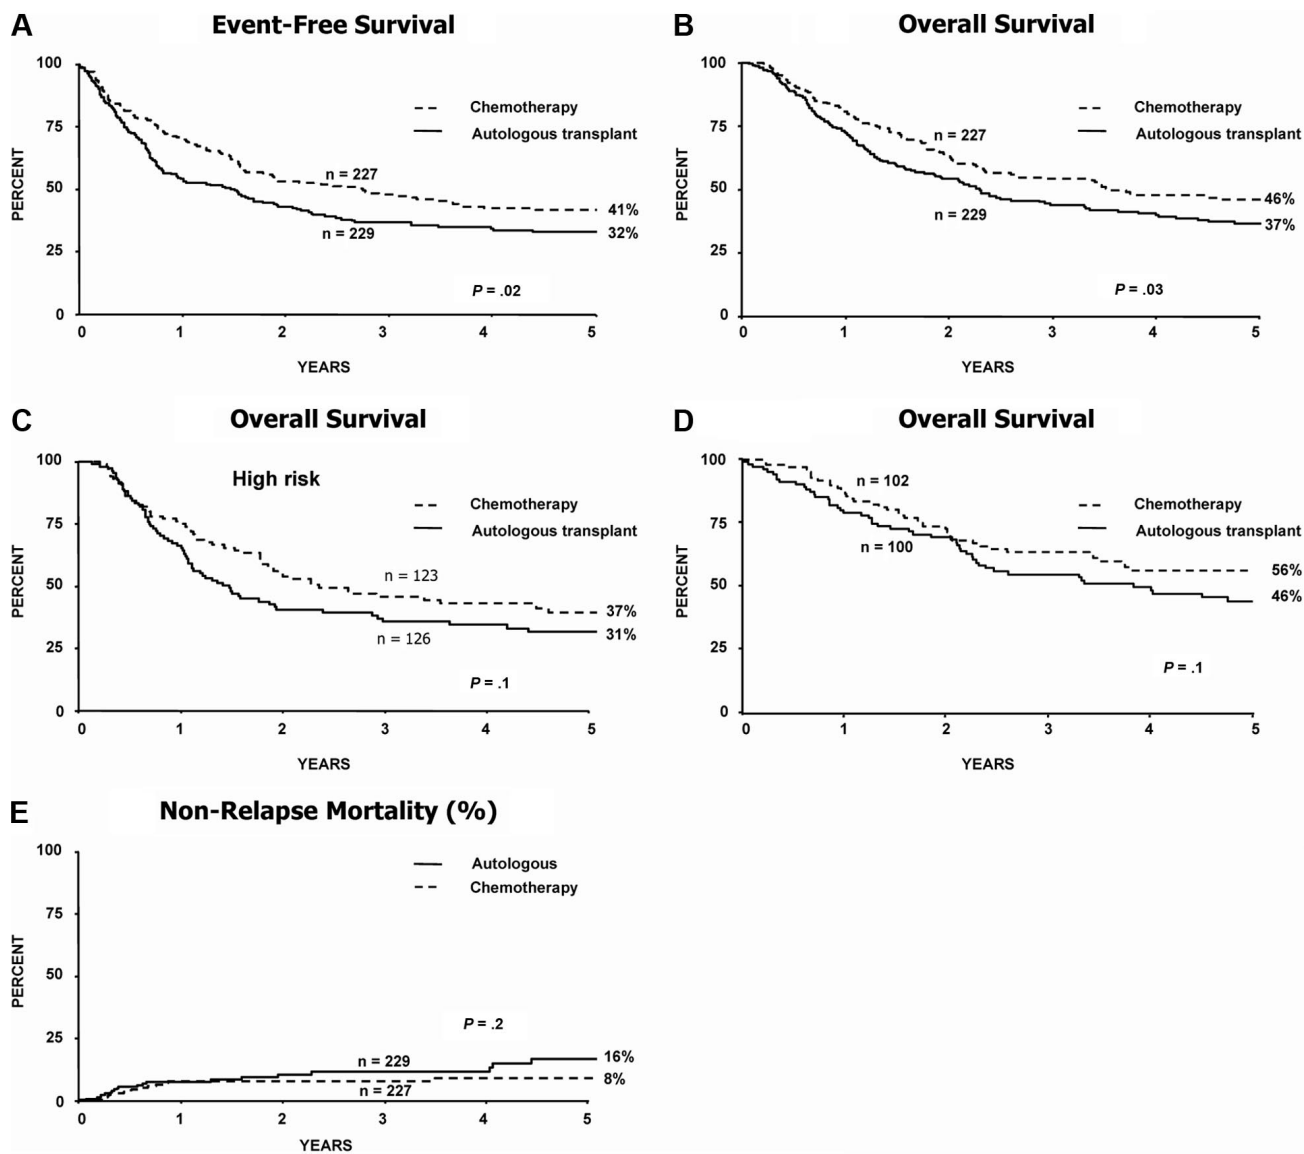 A
Event-Free Survival
100
75
50
25
0
PERCENT
Chemotherapy
Autologous transplant
n = 227
n = 229
41%
32%
P = .02
0 1 2 3 4 5
YEARS
B
Overall Survival
100
75
50
25
0
PERCENT
Chemotherapy
Autologous transplant
n = 227
n = 229
46%
37%
P = .03
0 1 2 3 4 5
YEARS
C
Overall Survival
High risk
100
75
50
25
0
PERCENT
Chemotherapy
Autologous transplant
n = 123
n = 126
37%
31%
P = .1
0 1 2 3 4 5
YEARS
D
Overall Survival
100
75
50
25
0
PERCENT
Chemotherapy
Autologous transplant
n = 102
n = 100
56%
46%
P = .1
0 1 2 3 4 5
YEARS
E
Non-Relapse Mortality (%)
100
75
50
25
0
PERCENT
Autologous
Chemotherapy
P = .2
n = 229
n = 227
16%
8%
0 1 2 3 4 5
YEARS